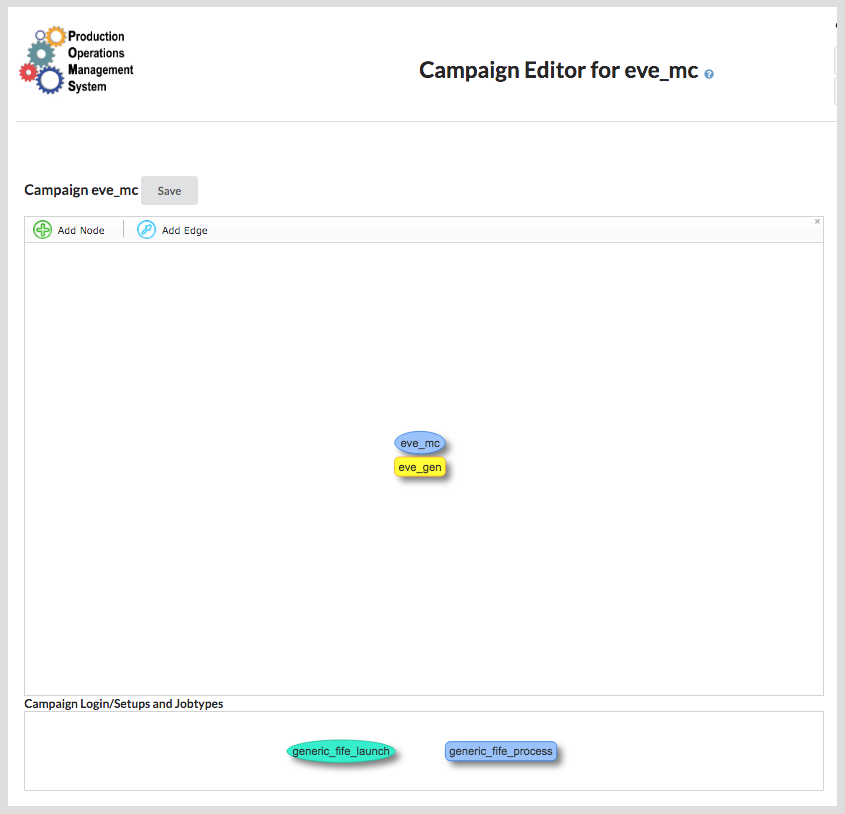 Production
Operations
Management
System
Campaign Editor for eve_mc ?
Campaign eve_mc Save
Add Node Add Edge
eve_mc
eve_gen
Campaign Login/Setups and Jobtypes
generic_fife_launch generic_fife_process